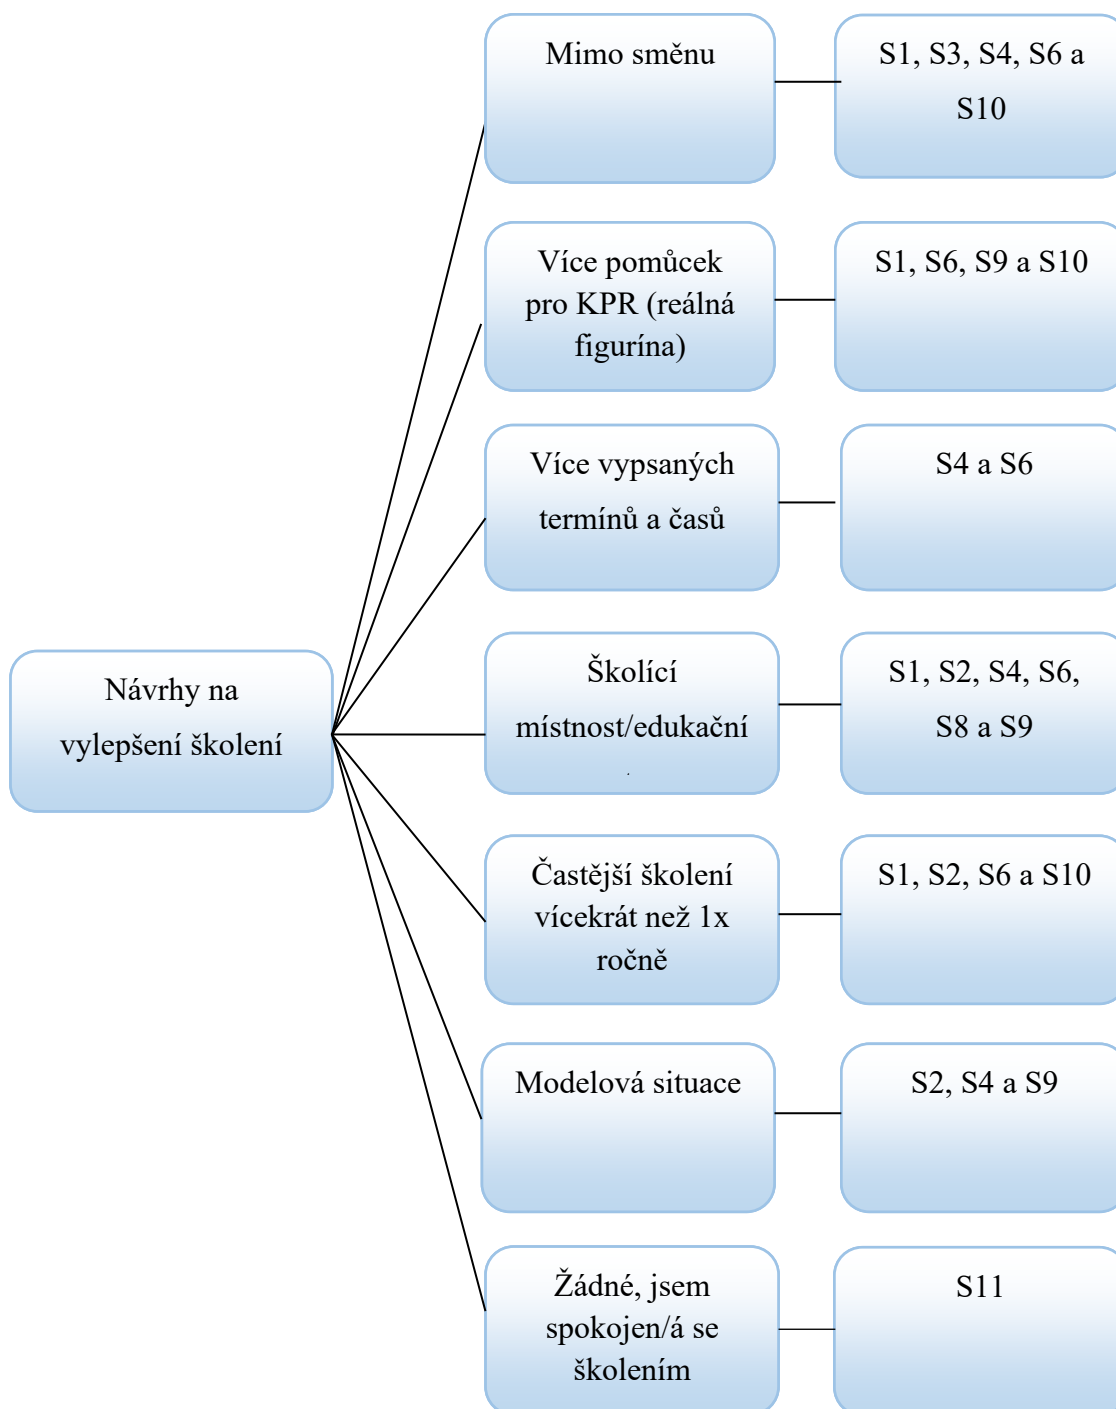 Mimo směnu
S1, S3, S4, S6 a
S10
Více pomůcek
pro KPR (reálná
figurína)
S1, S6, S9 a S10
Více vypsaných
termínů a časů
S4 a S6
Návrhy na
vylepšení školení
Školící
místnost/edukační
S1, S2, S4, S6,
S8 a S9
Častější školení
vícekrát než 1x
ročně
S1, S2, S6 a S10
Modelová situace
S2, S4 a S9
Žádné, jsem
spokojen/á se
školením
S11